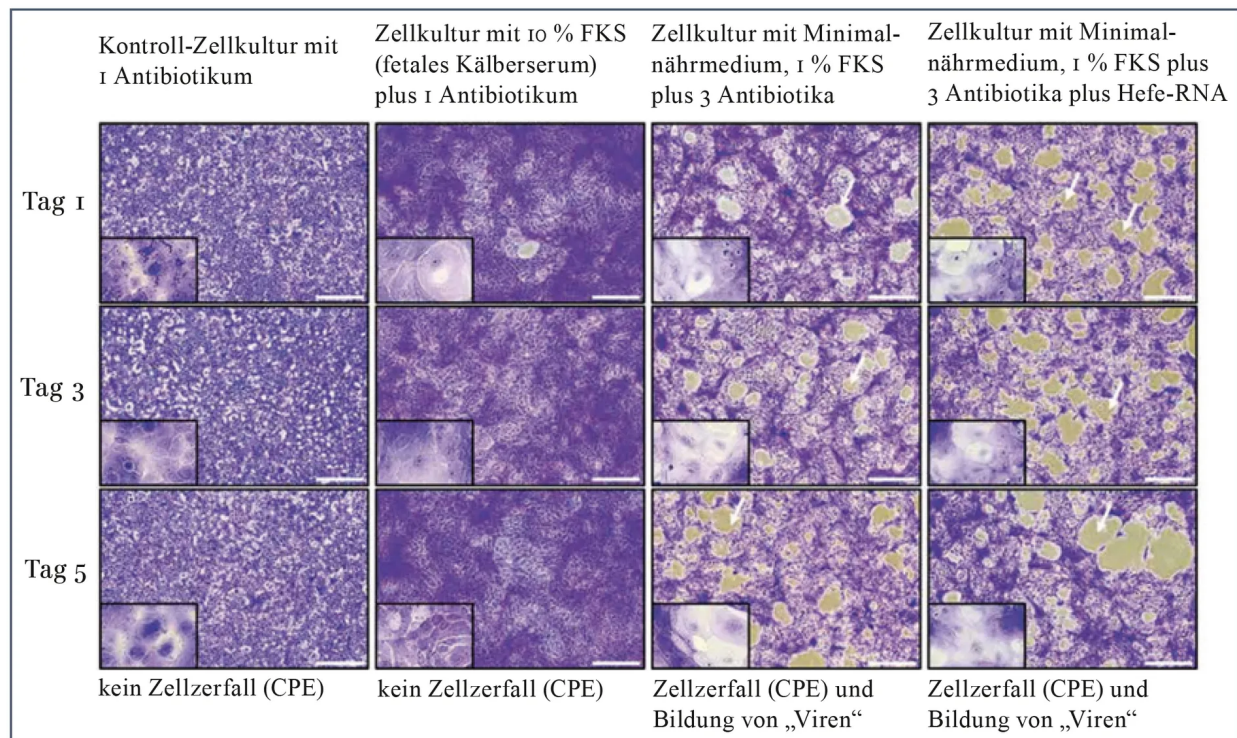 Kontroll-Zellkultur mit
1 Antibiotikum
Zellkultur mit 10 % FKS
(fetales Kälberserum)
plus 1 Antibiotikum
Zellkultur mit Minimal-
nährmedium, 1 % FKS
plus 3 Antibiotika
Zellkultur mit Minimal-
nährmedium, 1 % FKS plus
3 Antibiotika plus Hefe-RNA
Tag 1
Tag 3
Tag 5
kein Zellzerfall (CPE)
kein Zellzerfall (CPE)
Zellzerfall (CPE) und
Bildung von „Viren“
Zellzerfall (CPE) und
Bildung von „Viren“